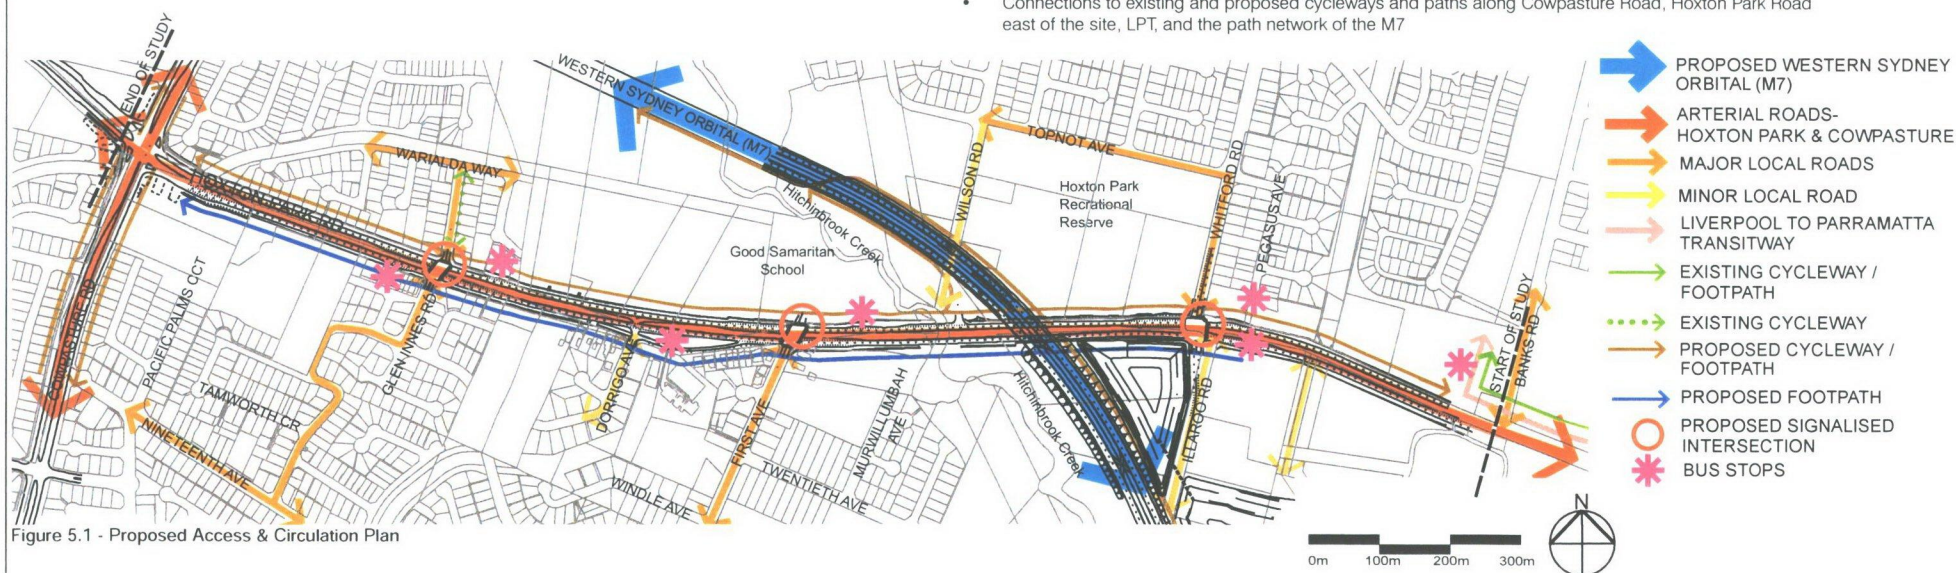 • Connections to existing and proposed cycleways and paths along Cowpasture Road, Hoxton Park Road
east of the site, LPT, and the path network of the M7
END OF STUDY
WESTERN SYDNEY ORBITAL (M7)
WARIALDA WAY
HOXTON PARK RD
TOPNOT AVE
WILSON RD
WHITFORD RD
PEGASUS AVE
Hoxton Park
Recrational
Reserve
Hitchinbrook Creek
Good Samaritan
School
COWPASTURE RD
PACIFIC PALMS CCT
GLEN INNES RD
TAMWORTH CR
NINETEENTH AVE
DORRIGO AVE
FIRST AVE
WINDLE AVE
TWENTIETH AVE
MURWILLUMBAH
AVE
Hitchinbrook Creek
ILLAROO RD
START OF STUDY
BANKS RD
PROPOSED WESTERN SYDNEY
ORBITAL (M7)
ARTERIAL ROADS-
HOXTON PARK & COWPASTURE
MAJOR LOCAL ROADS
MINOR LOCAL ROAD
LIVERPOOL TO PARRAMATTA
TRANSITWAY
EXISTING CYCLEWAY /
FOOTPATH
EXISTING CYCLEWAY
PROPOSED CYCLEWAY /
FOOTPATH
PROPOSED FOOTPATH
PROPOSED SIGNALISED
INTERSECTION
BUS STOPS
Figure 5.1 - Proposed Access & Circulation Plan
0m 100m 200m 300m
N